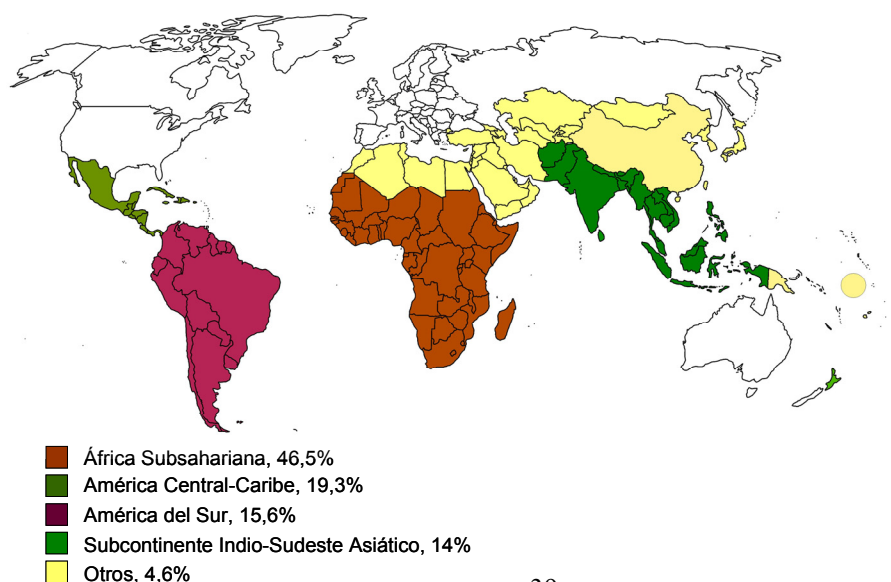 África Subsahariana, 46,5%
América Central-Caribe, 19,3%
América del Sur, 15,6%
Subcontinente Indio-Sudeste Asiático, 14%
Otros, 4,6%